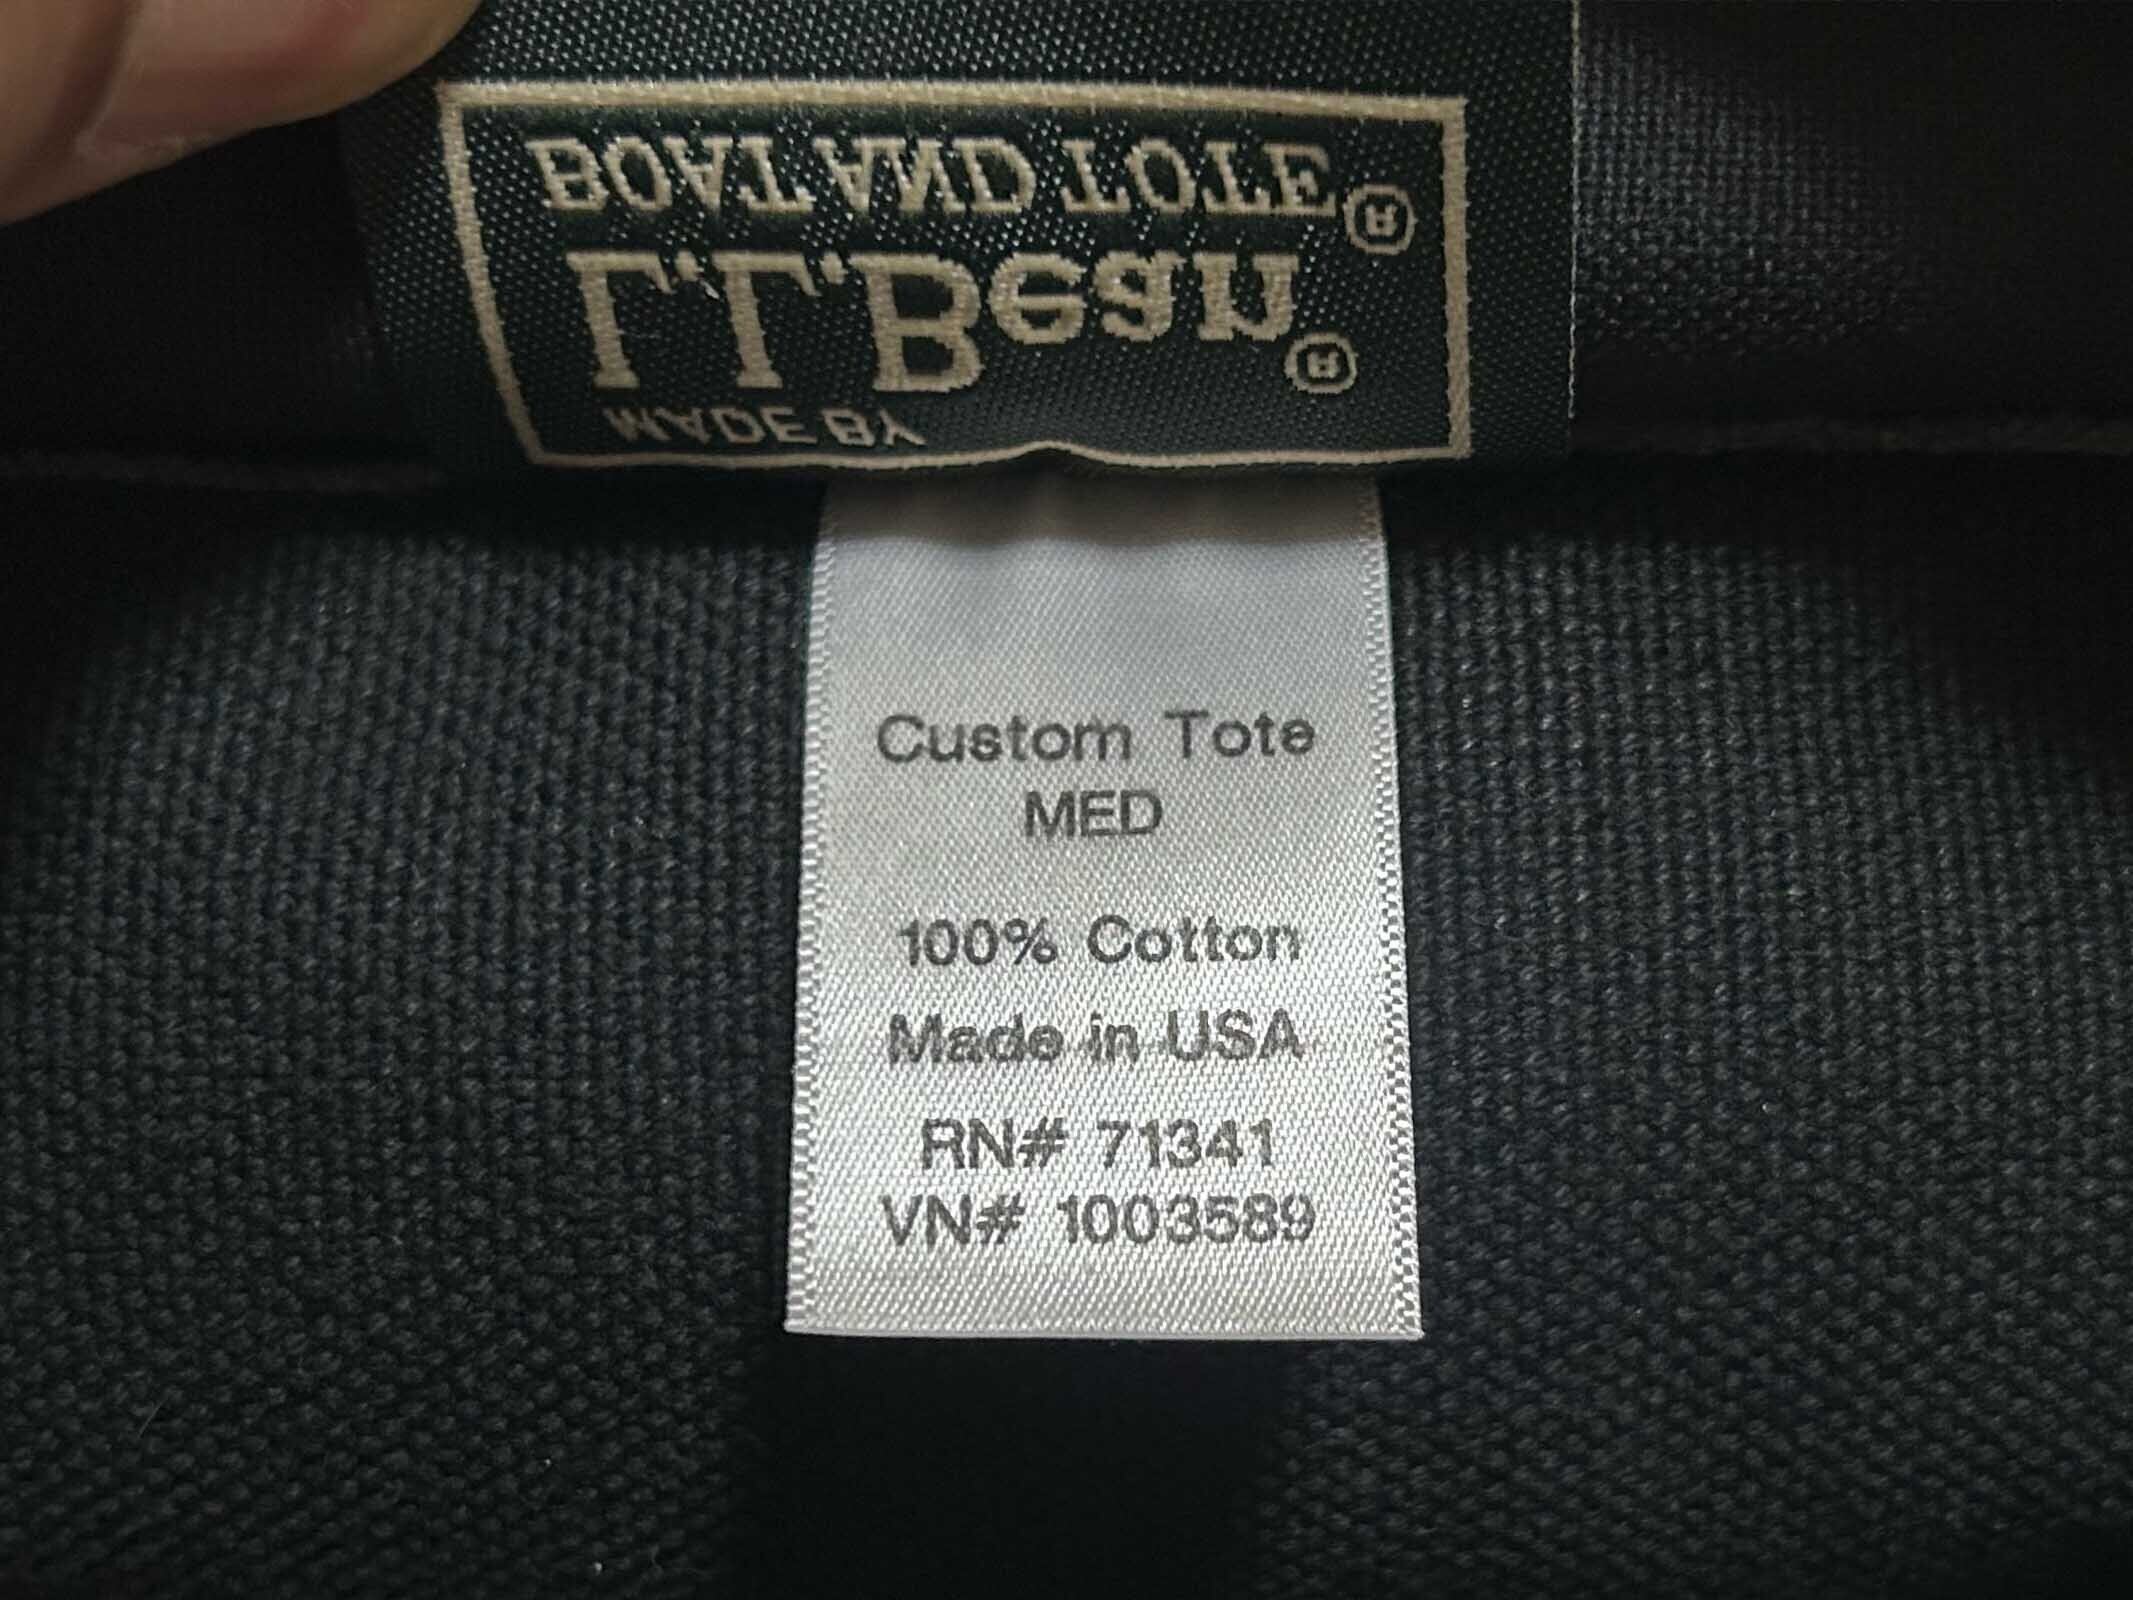 BOAT AND TOTE®
L.L.Bean®
MADE BY
Custom Tote
MED
100% Cotton
Made in USA
RN# 71341
VN# 1003589